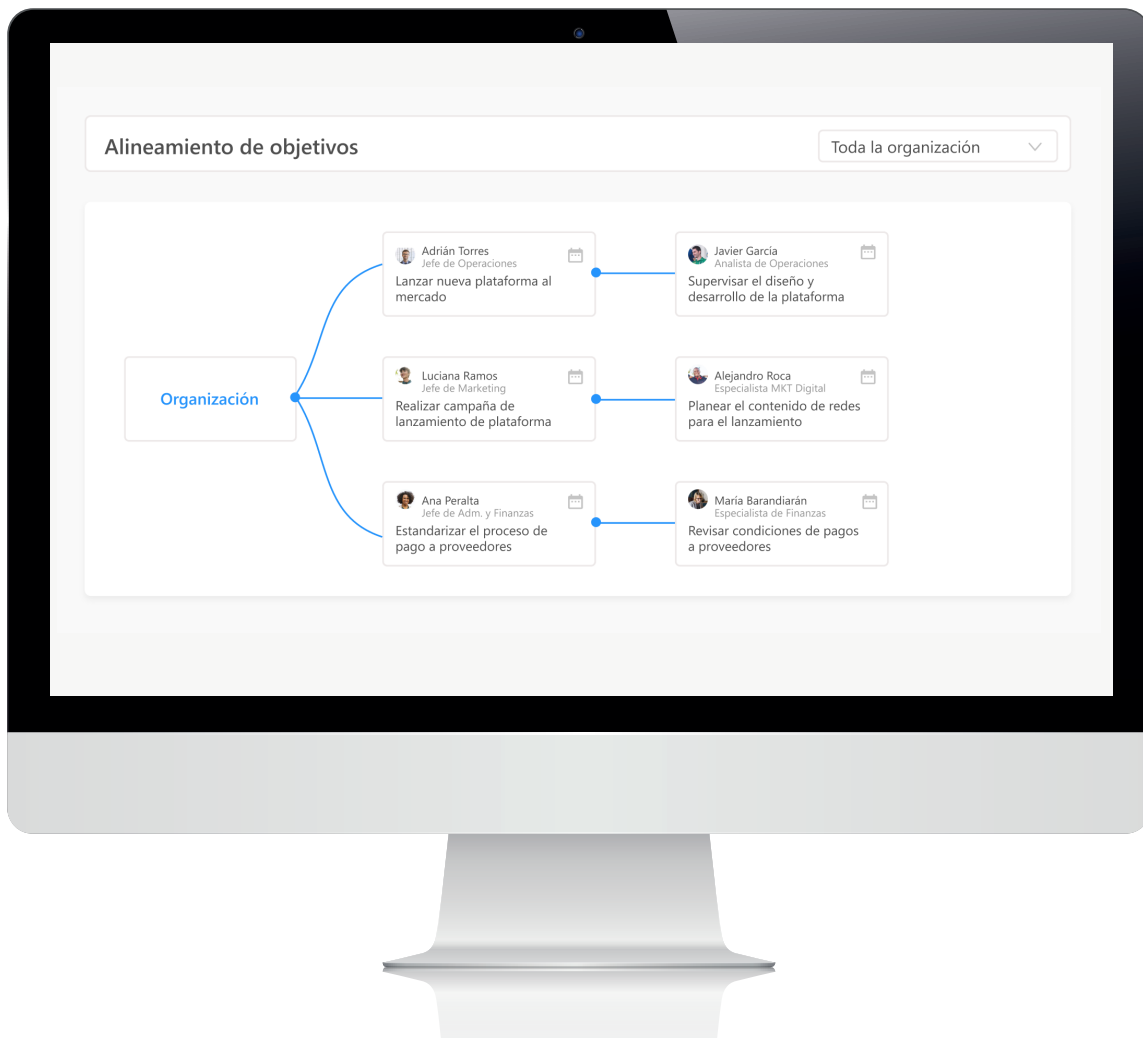 Alineamiento de objetivos
Toda la organización
Organización
Adrián Torres
Jefe de Operaciones
Lanzar nueva plataforma al
mercado
Javier García
Analista de Operaciones
Supervisar el diseño y
desarrollo de la plataforma
Luciana Ramos
Jefe de Marketing
Realizar campaña de
lanzamiento de plataforma
Alejandro Roca
Especialista MKT Digital
Planear el contenido de redes
para el lanzamiento
Ana Peralta
Jefe de Adm. y Finanzas
Estandarizar el proceso de
pago a proveedores
María Barandiarán
Especialista de Finanzas
Revisar condiciones de pagos
a proveedores